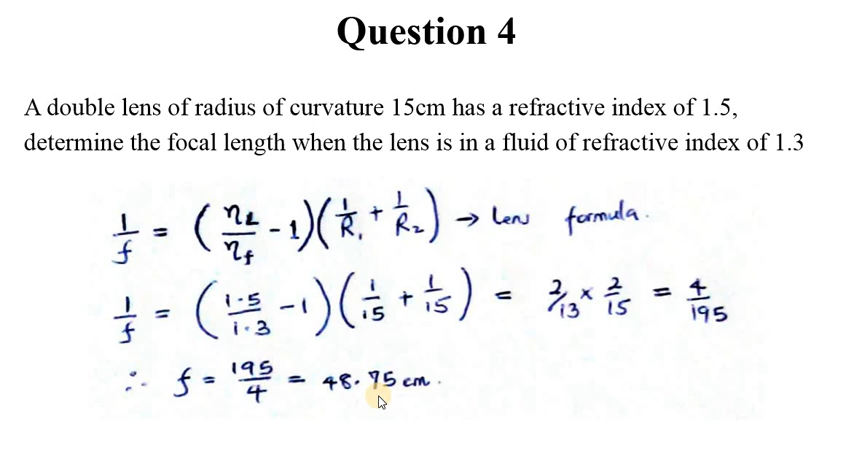 Question 4
A double lens of radius of curvature 15cm has a refractive index of 1.5,
determine the focal length when the lens is in a fluid of refractive index of 1.3
1/f = (η_L/η_f - 1)(1/R₁ + 1/R₂) → lens formula.
1/f = (1.5/1.3 - 1)(1/15 + 1/15) = 2/13 × 2/15 = 4/195
∴ f = 195/4 = 48.75 cm.